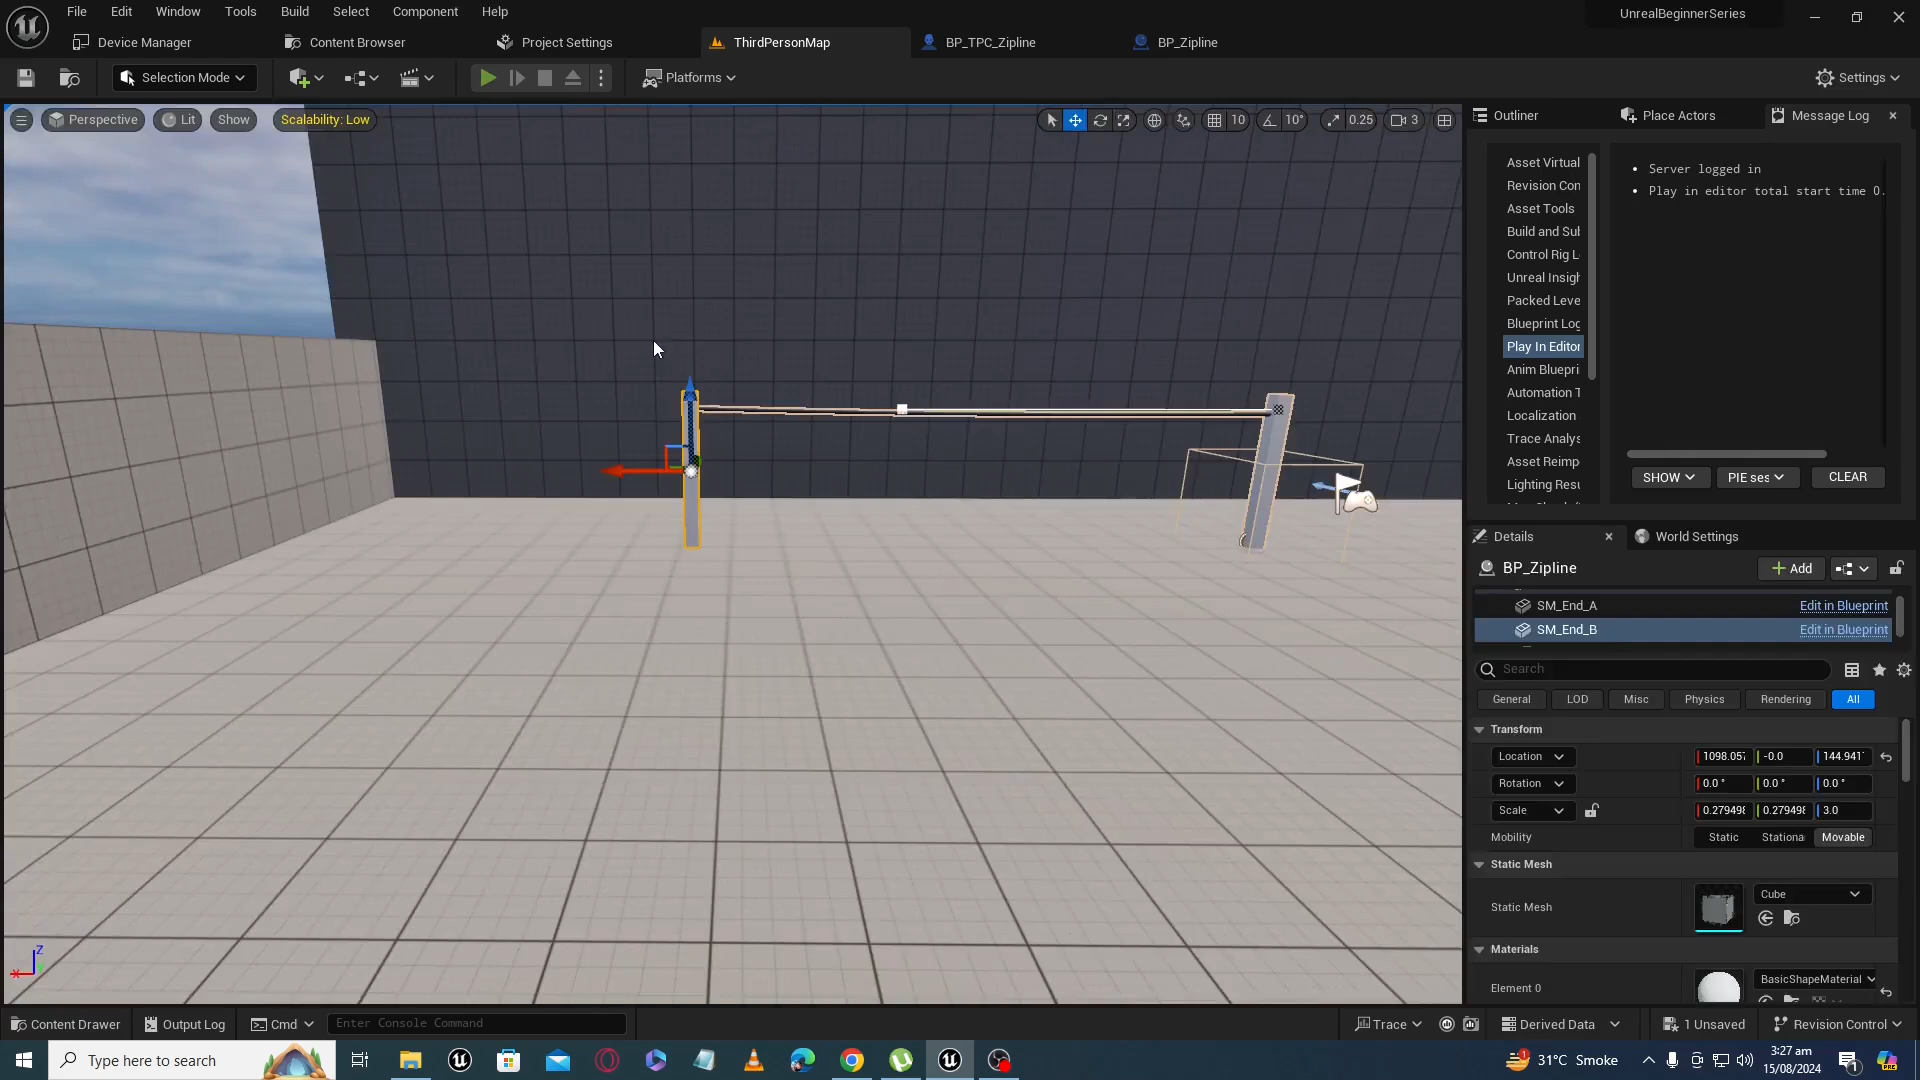 File Edit Window Tools Build Select Component Help
UnrealBeginnerSeries
Device Manager Content Browser Project Settings ThirdPersonMap BP_TPC_Zipline BP_Zipline
Selection Mode Platforms Settings
Perspective Lit Show Scalability: Low 10 10° 0.25 3
Outliner Place Actors Message Log
Asset Virtual
Revision Con
Asset Tools
Build and Sub
Control Rig L
Unreal Insigh
Packed Leve
Blueprint Log
Play In Editor
Anim Bluepri
Automation T
Localization
Trace Analys
Asset Reimp
Lighting Resu
Server logged in
Play in editor total start time 0.
SHOW PIE ses CLEAR
Details World Settings
BP_Zipline Add
SM_End_A Edit in Blueprint
SM_End_B Edit in Blueprint
Search
General LOD Misc Physics Rendering All
Transform
Location 1098.057 -0.0 144.941
Rotation 0.0 ° 0.0 ° 0.0 °
Scale 0.279498 0.279498 3.0
Mobility Static Stationa Movable
Static Mesh
Static Mesh Cube
Materials
Element 0 BasicShapeMaterial
Z
X
Content Drawer Output Log Cmd Enter Console Command Trace Derived Data 1 Unsaved Revision Control
Type here to search 31°C Smoke 3:27 am
15/08/2024
1